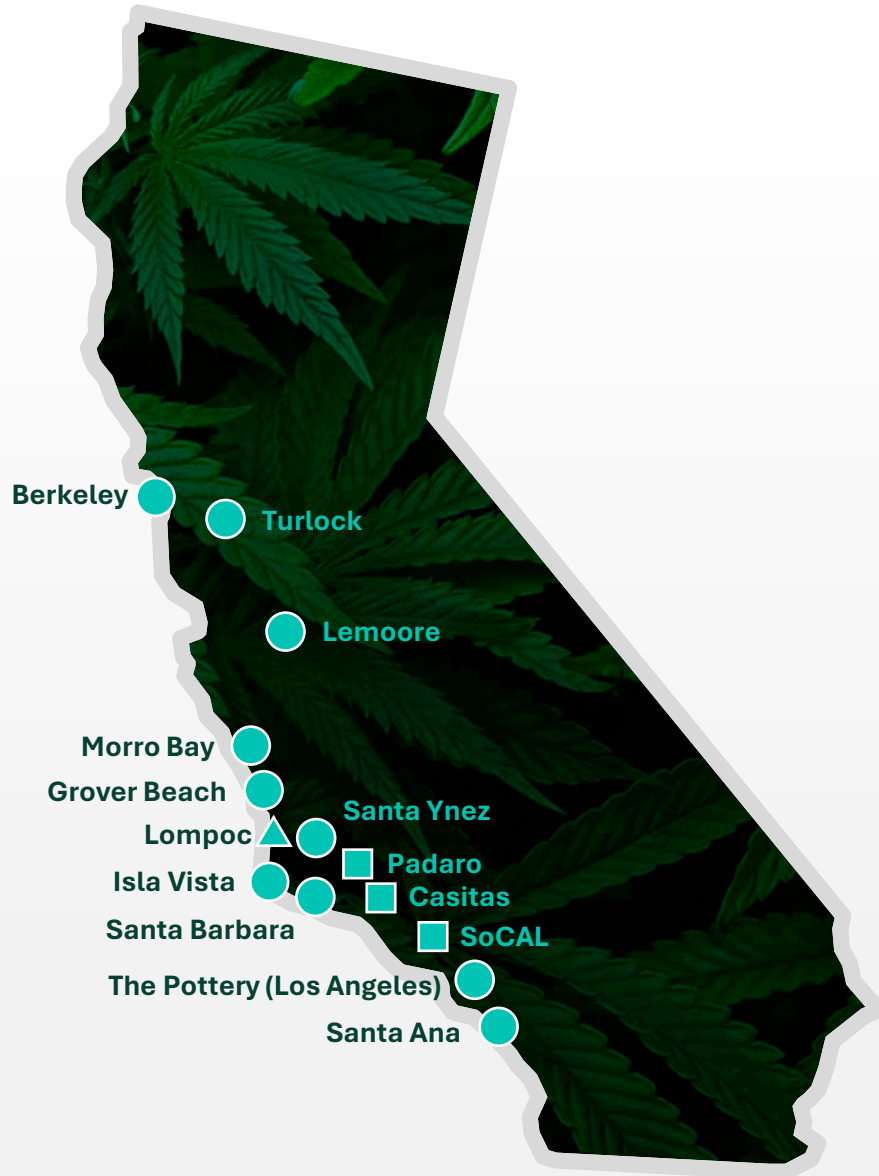 Berkeley
Turlock
Lemoore
Morro Bay
Grover Beach
Santa Ynez
Lompoc
Padaro
Isla Vista
Casitas
Santa Barbara
SoCAL
The Pottery (Los Angeles)
Santa Ana